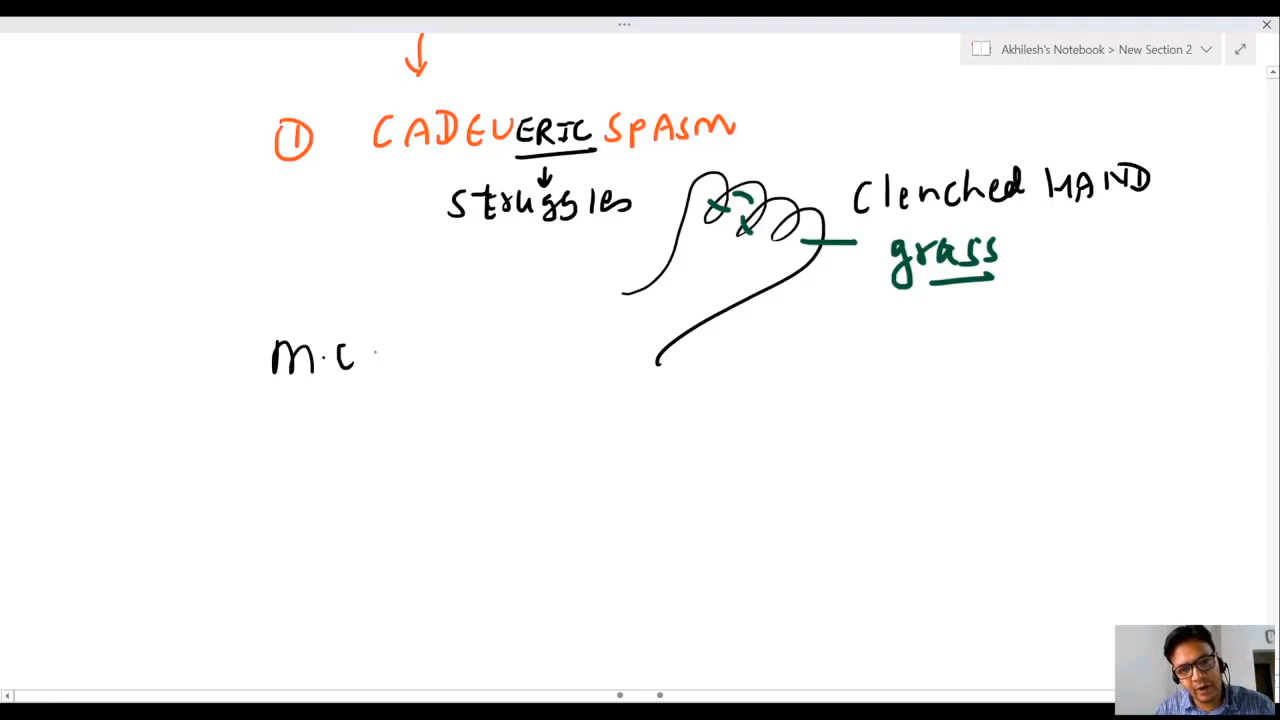 Akhilesh's Notebook > New Section 2
① CADEVERIC SPASM
struggles
Clenched HAND
grass
M.C